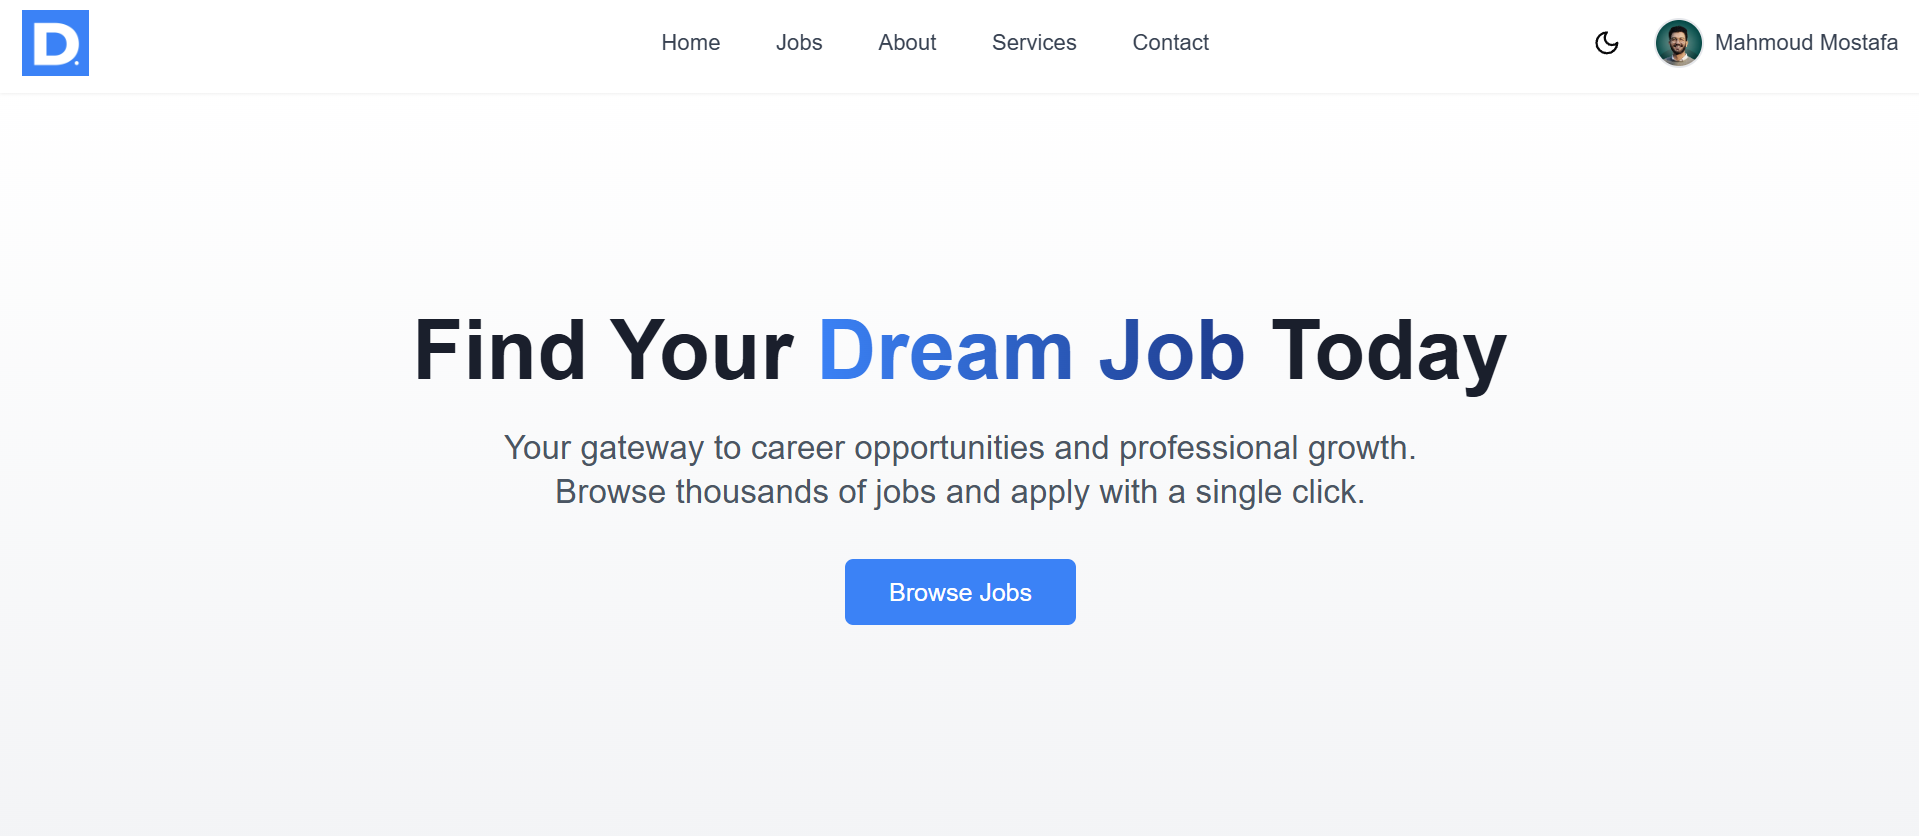 D.
Home
Jobs
About
Services
Contact
Mahmoud Mostafa
Find Your Dream Job Today
Your gateway to career opportunities and professional growth.
Browse thousands of jobs and apply with a single click.
Browse Jobs